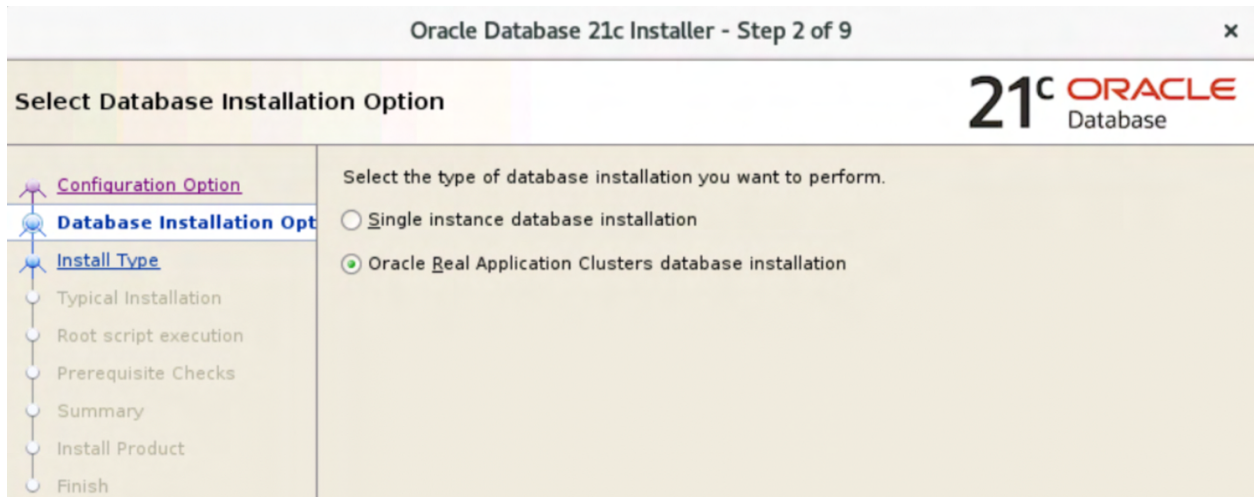 Oracle Database 21c Installer - Step 2 of 9
×
Select Database Installation Option
21c ORACLE
Database
Configuration Option
Database Installation Opt
Install Type
Typical Installation
Root script execution
Prerequisite Checks
Summary
Install Product
Finish
Select the type of database installation you want to perform.
Single instance database installation
Oracle Real Application Clusters database installation